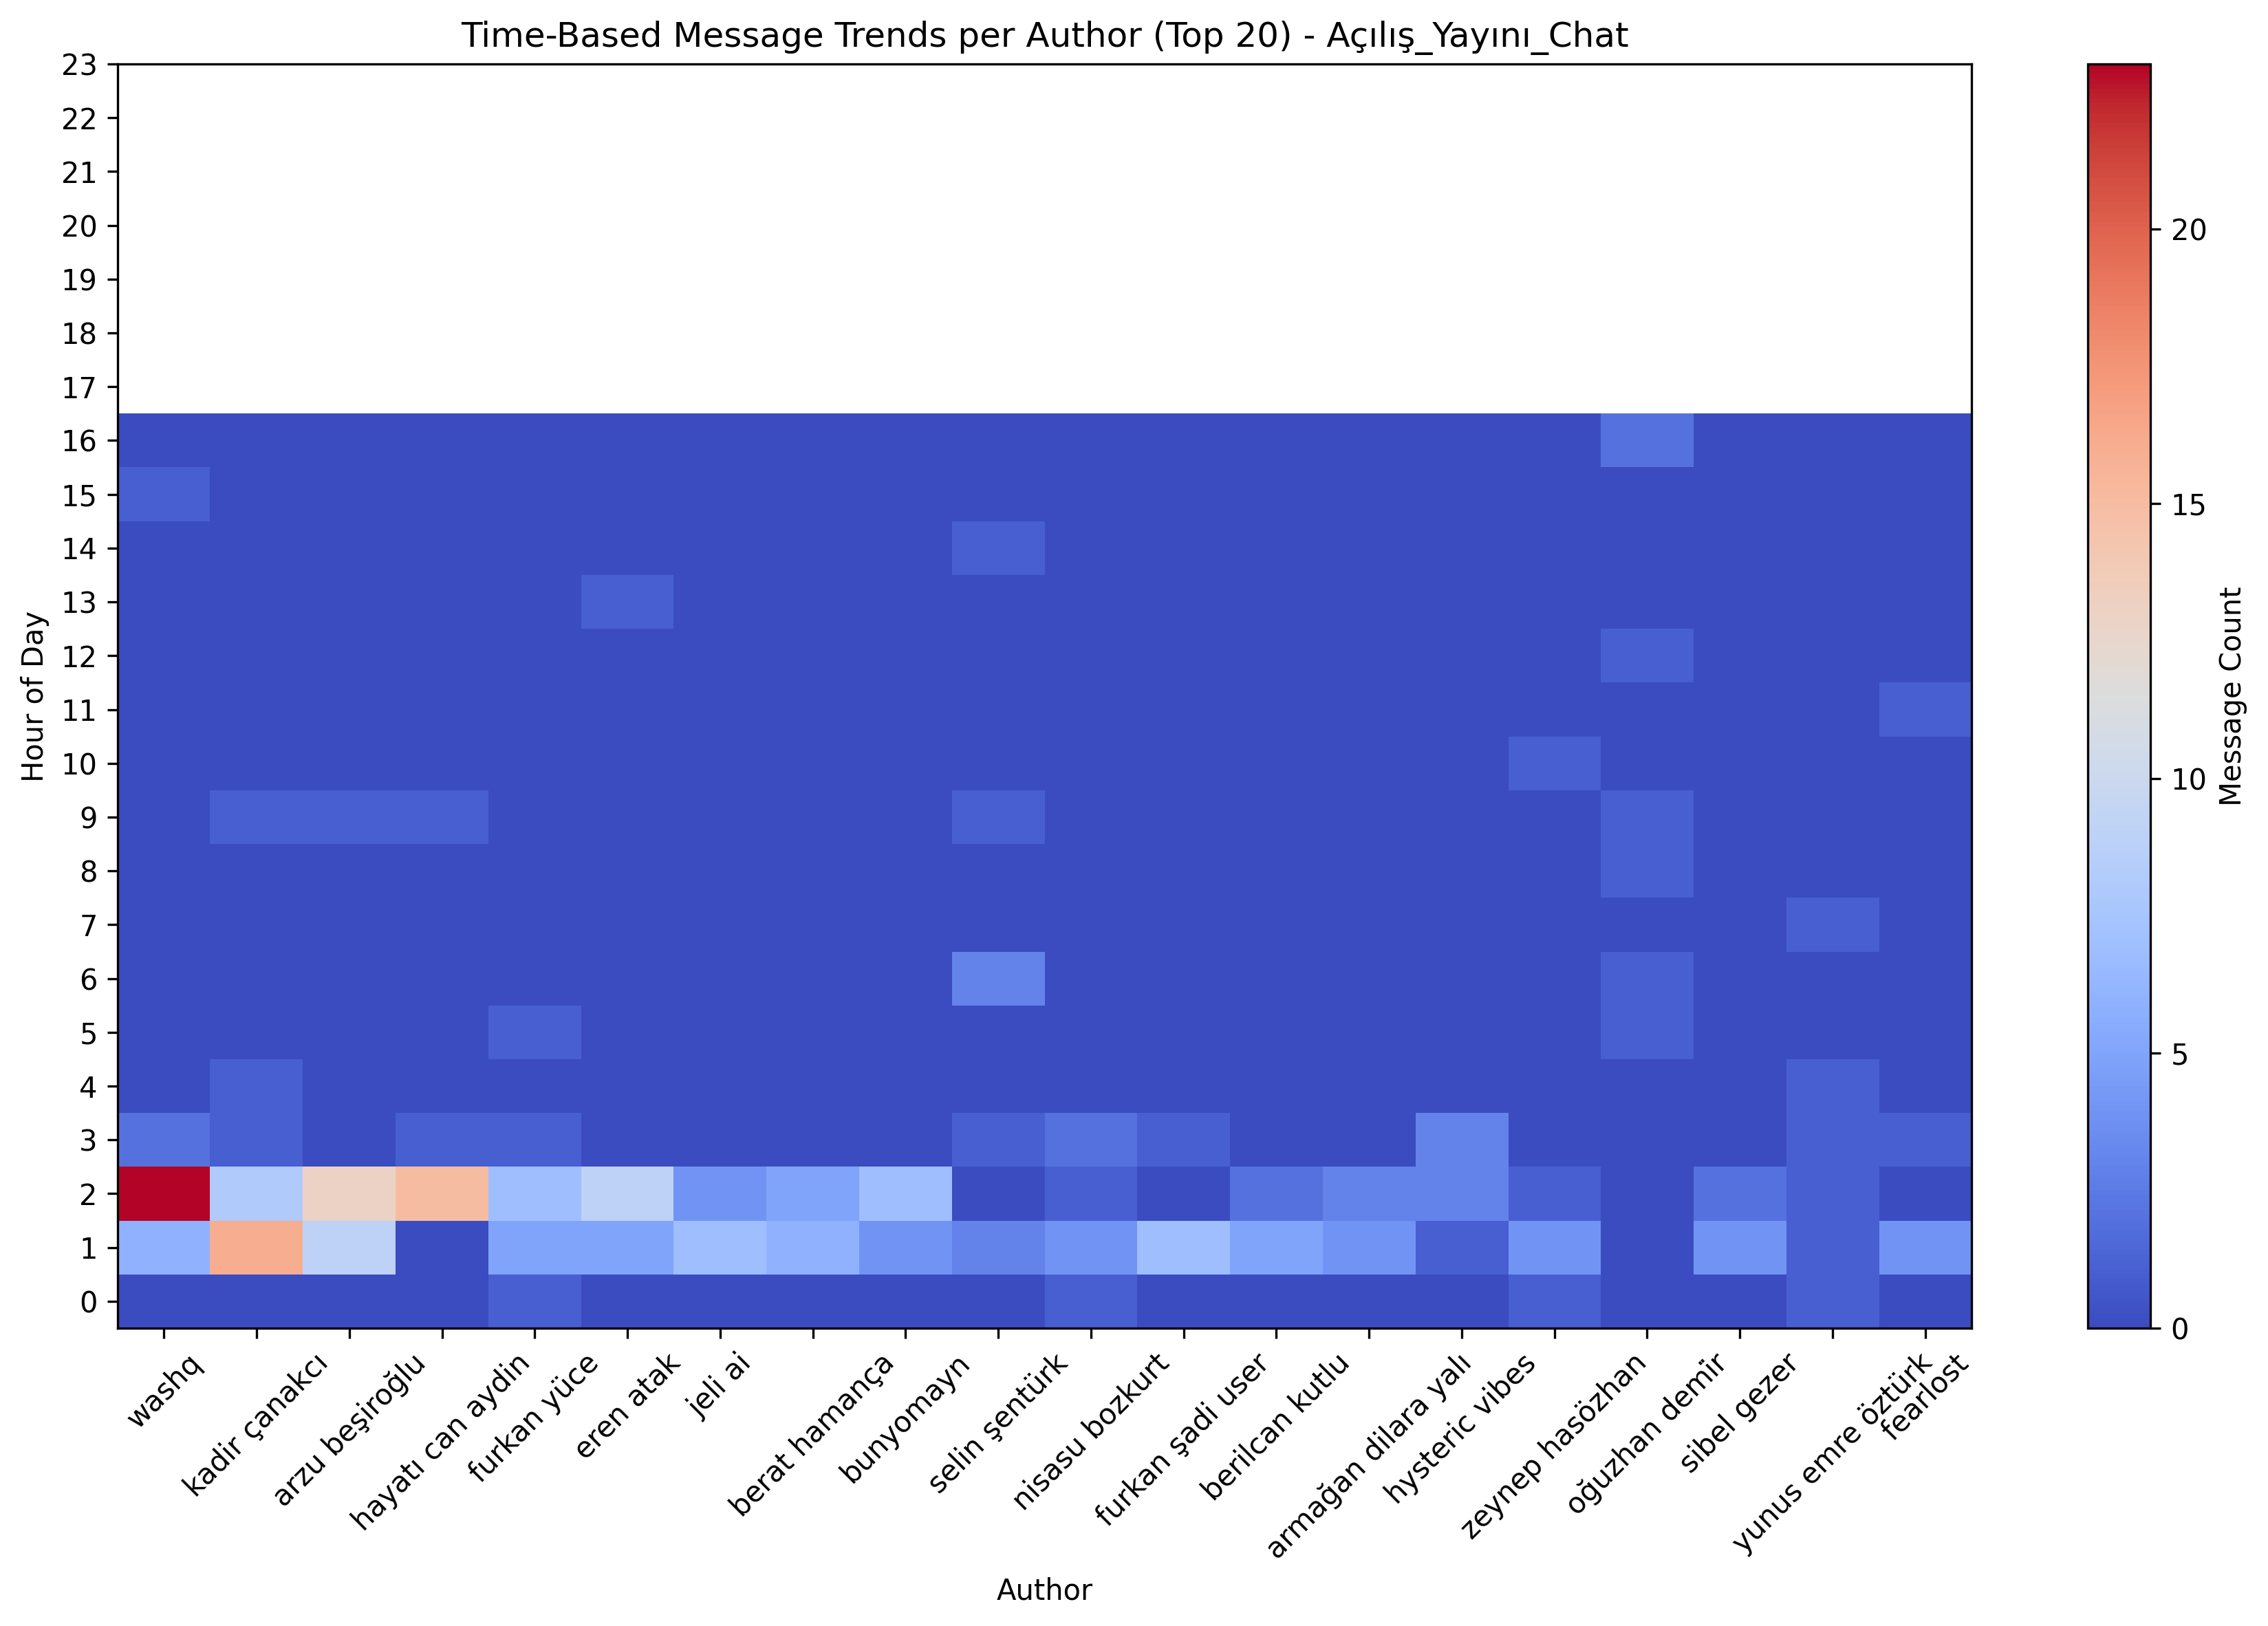 Time-Based Message Trends per Author (Top 20) - Açılış_Yayını_Chat
23
22
21
20
19
18
17
16
15
14
13
12
11
10
9
8
7
6
5
4
3
2
1
0
Hour of Day
washq
kadir çanakcı
arzu beşiroğlu
hayatı can aydin
furkan yüce
eren atak
jeli ai
berat hamança
bunyomayn
selin şentürk
nisasu bozkurt
furkan şadi user
berilcan kutlu
armağan dilara yalı
hysteric vibes
zeynep hasözhan
oğuzhan demir
sibel gezer
yunus emre öztürk
fearlost
Author
20
15
10
5
0
Message Count